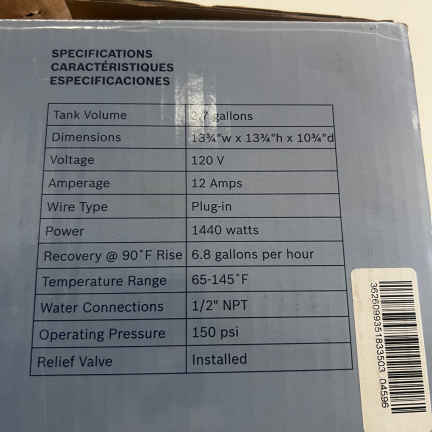 SPECIFICATIONS
CARACTÉRISTIQUES
ESPECIFICACIONES
Tank Volume 2.7 gallons
Dimensions 13¾"w x 13¾"h x 10¾"d
Voltage 120 V
Amperage 12 Amps
Wire Type Plug-in
Power 1440 watts
Recovery @ 90˚F Rise 6.8 gallons per hour
Temperature Range 65-145˚F
Water Connections 1/2" NPT
Operating Pressure 150 psi
Relief Valve Installed
3626099351833503 04596